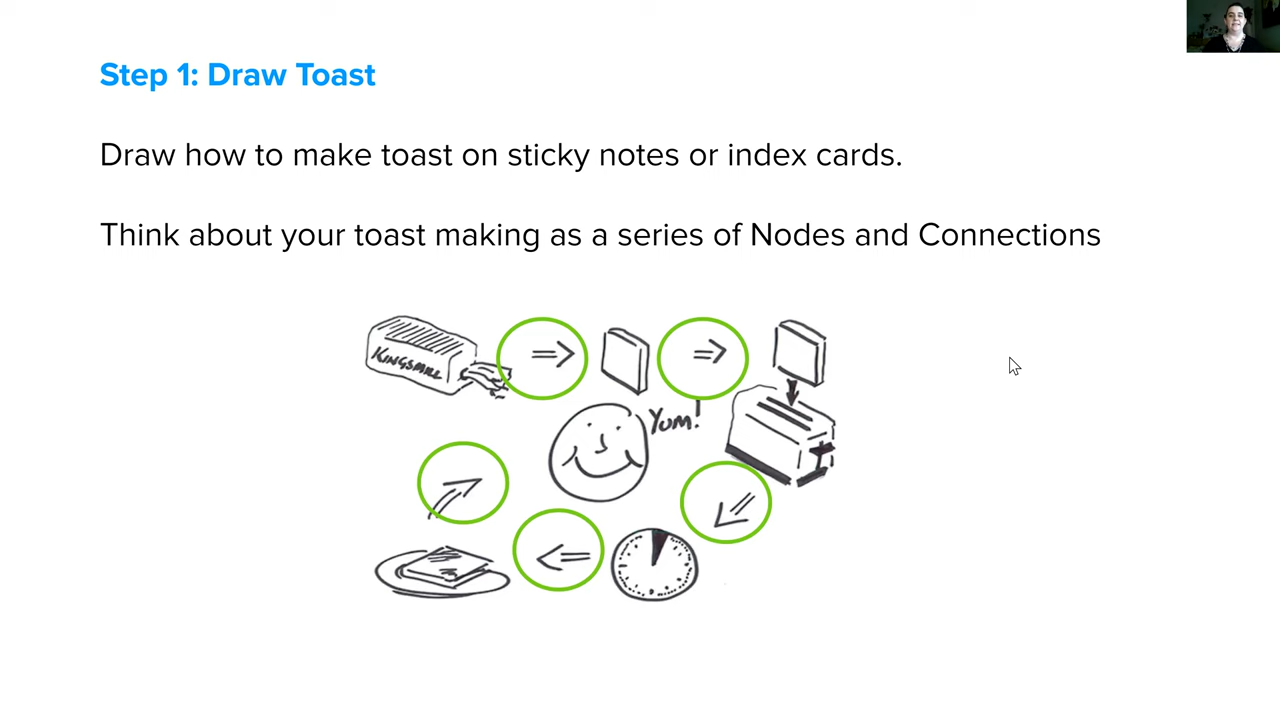 Step 1: Draw Toast
Draw how to make toast on sticky notes or index cards.
Think about your toast making as a series of Nodes and Connections
KINGSMILL
Yum!